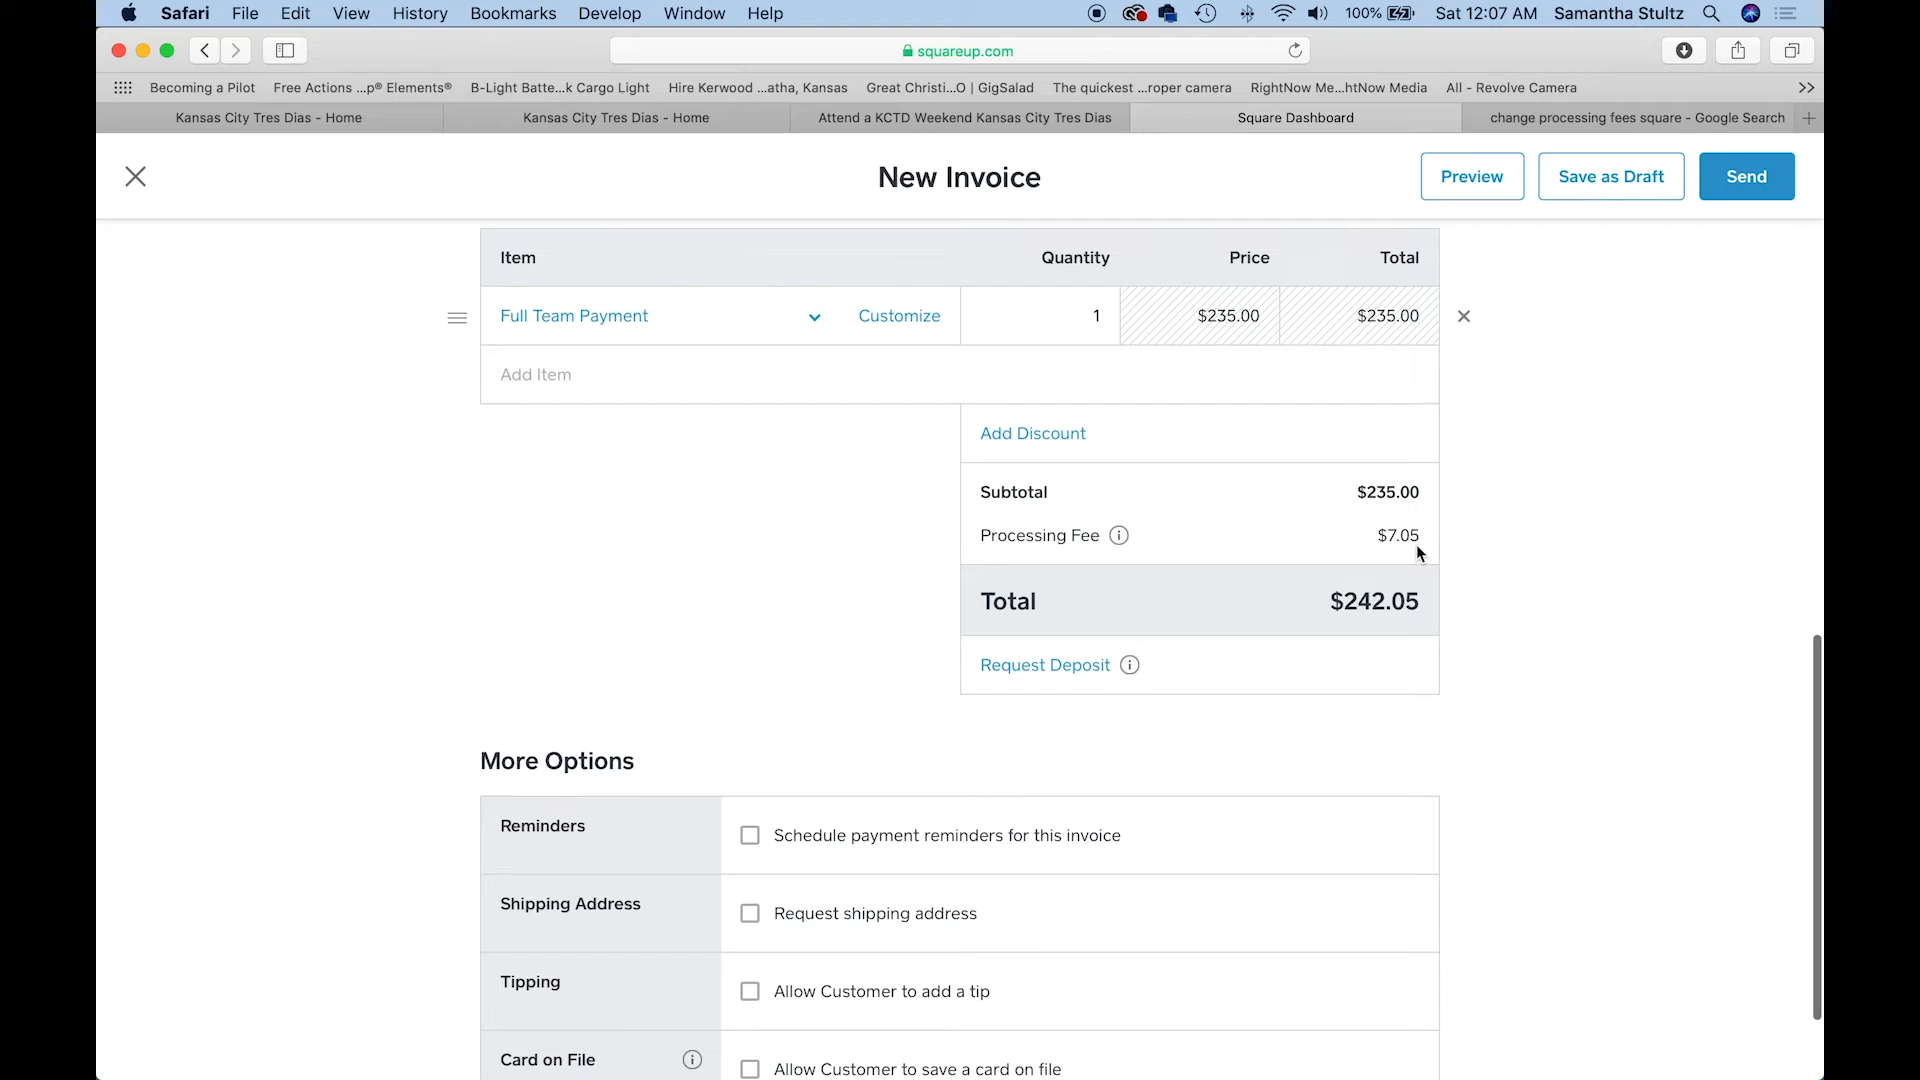 Safari File Edit View History Bookmarks Develop Window Help 100% Sat 12:07 AM Samantha Stultz
squareup.com
Becoming a Pilot Free Actions ...p® Elements® B-Light Batte...k Cargo Light Hire Kerwood ...atha, Kansas Great Christi...O | GigSalad The quickest ...roper camera RightNow Me...htNow Media All - Revolve Camera
Kansas City Tres Dias - Home Kansas City Tres Dias - Home Attend a KCTD Weekend Kansas City Tres Dias Square Dashboard change processing fees square - Google Search
New Invoice Preview Save as Draft Send
Item Quantity Price Total
Full Team Payment Customize 1 $235.00 $235.00
Add Item
Add Discount
Subtotal $235.00
Processing Fee $7.05
Total $242.05
Request Deposit
More Options
Reminders Schedule payment reminders for this invoice
Shipping Address Request shipping address
Tipping Allow Customer to add a tip
Card on File Allow Customer to save a card on file